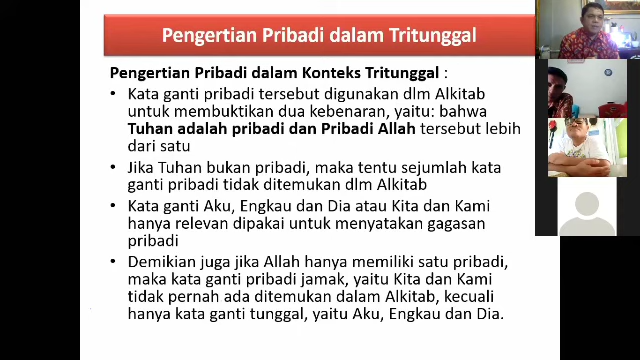 Pengertian Pribadi dalam Tritunggal
Pengertian Pribadi dalam Konteks Tritunggal :
• Kata ganti pribadi tersebut digunakan dlm Alkitab
untuk membuktikan dua kebenaran, yaitu: bahwa
Tuhan adalah pribadi dan Pribadi Allah tersebut lebih
dari satu
• Jika Tuhan bukan pribadi, maka tentu sejumlah kata
ganti pribadi tidak ditemukan dlm Alkitab
• Kata ganti Aku, Engkau dan Dia atau Kita dan Kami
hanya relevan dipakai untuk menyatakan gagasan
pribadi
• Demikian juga jika Allah hanya memiliki satu pribadi,
maka kata ganti pribadi jamak, yaitu Kita dan Kami
tidak pernah ada ditemukan dalam Alkitab, kecuali
hanya kata ganti tunggal, yaitu Aku, Engkau dan Dia.